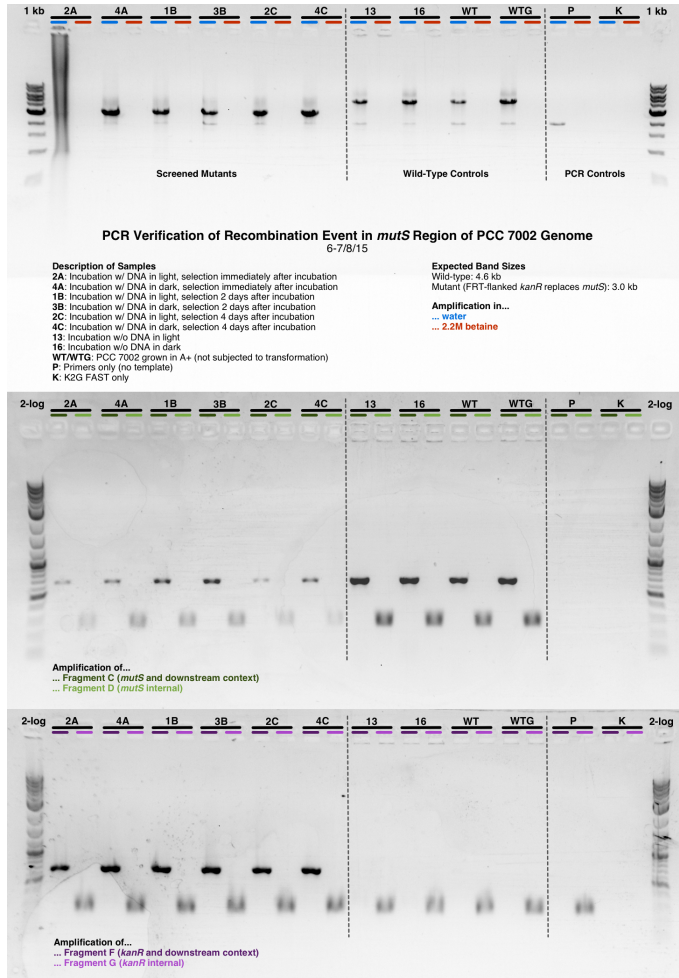 1 kb 2A 4A 1B 3B 2C 4C 13 16 WT WTG P K 1 kb
Screened Mutants Wild-Type Controls PCR Controls
PCR Verification of Recombination Event in mutS Region of PCC 7002 Genome
6-7/8/15
Description of Samples
2A: Incubation w/ DNA in light, selection immediately after incubation
4A: Incubation w/ DNA in dark, selection immediately after incubation
1B: Incubation w/ DNA in light, selection 2 days after incubation
3B: Incubation w/ DNA in dark, selection 2 days after incubation
2C: Incubation w/ DNA in light, selection 4 days after incubation
4C: Incubation w/ DNA in dark, selection 4 days after incubation
13: Incubation w/o DNA in light
16: Incubation w/o DNA in dark
WT/WTG: PCC 7002 grown in A+ (not subjected to transformation)
P: Primers only (no template)
K: K2G FAST only
Expected Band Sizes
Wild-type: 4.6 kb
Mutant (FRT-flanked kanR replaces mutS): 3.0 kb
Amplification in...
... water
... 2.2M betaine
2-log 2A 4A 1B 3B 2C 4C 13 16 WT WTG P K 2-log
Amplification of...
... Fragment C (mutS and downstream context)
... Fragment D (mutS internal)
2-log 2A 4A 1B 3B 2C 4C 13 16 WT WTG P K 2-log
Amplification of...
... Fragment F (kanR and downstream context)
... Fragment G (kanR internal)